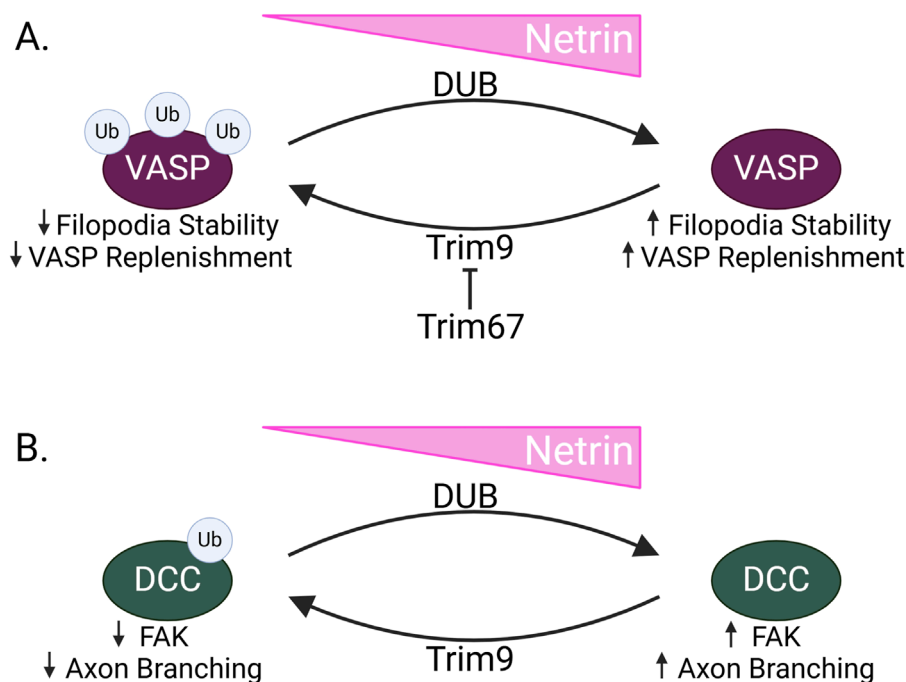 A.
Netrin
DUB
Ub Ub Ub
VASP VASP
↓ Filopodia Stability ↑ Filopodia Stability
↓ VASP Replenishment ↑ VASP Replenishment
Trim9
Trim67
B.
Netrin
DUB
Ub
DCC DCC
↓ FAK ↑ FAK
↓ Axon Branching ↑ Axon Branching
Trim9